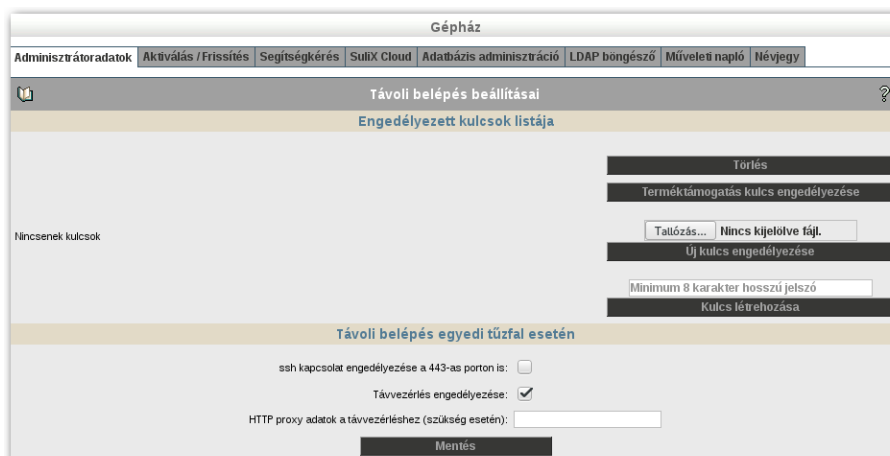 Gépház
Adminisztrátoradatok Aktiválás / Frissítés Segítségkérés SuliX Cloud Adatbázis adminisztráció LDAP böngésző Műveleti napló Névjegy
Távoli belépés beállításai ?
Engedélyezett kulcsok listája
Törlés
Terméktámogatás kulcs engedélyezése
Nincsenek kulcsok
Tallózás... Nincs kijelölve fájl.
Új kulcs engedélyezése
Minimum 8 karakter hosszú jelszó
Kulcs létrehozása
Távoli belépés egyedi tűzfal esetén
ssh kapcsolat engedélyezése a 443-as porton is:
Távvezérlés engedélyezése:
HTTP proxy adatok a távvezérléshez (szükség esetén):
Mentés